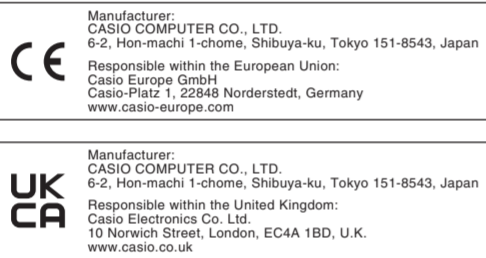 CE
Manufacturer:
CASIO COMPUTER CO., LTD.
6-2, Hon-machi 1-chome, Shibuya-ku, Tokyo 151-8543, Japan
Responsible within the European Union:
Casio Europe GmbH
Casio-Platz 1, 22848 Norderstedt, Germany
www.casio-europe.com
UK
CA
Manufacturer:
CASIO COMPUTER CO., LTD.
6-2, Hon-machi 1-chome, Shibuya-ku, Tokyo 151-8543, Japan
Responsible within the United Kingdom:
Casio Electronics Co. Ltd.
10 Norwich Street, London, EC4A 1BD, U.K.
www.casio.co.uk